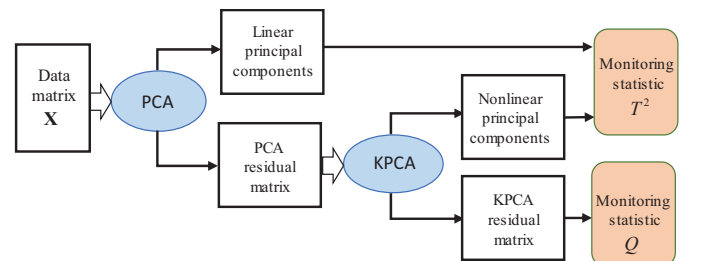 Data
matrix
X
PCA
Linear
principal
components
PCA
residual
matrix
KPCA
Nonlinear
principal
components
KPCA
residual
matrix
Monitoring
statistic
T²
Monitoring
statistic
Q